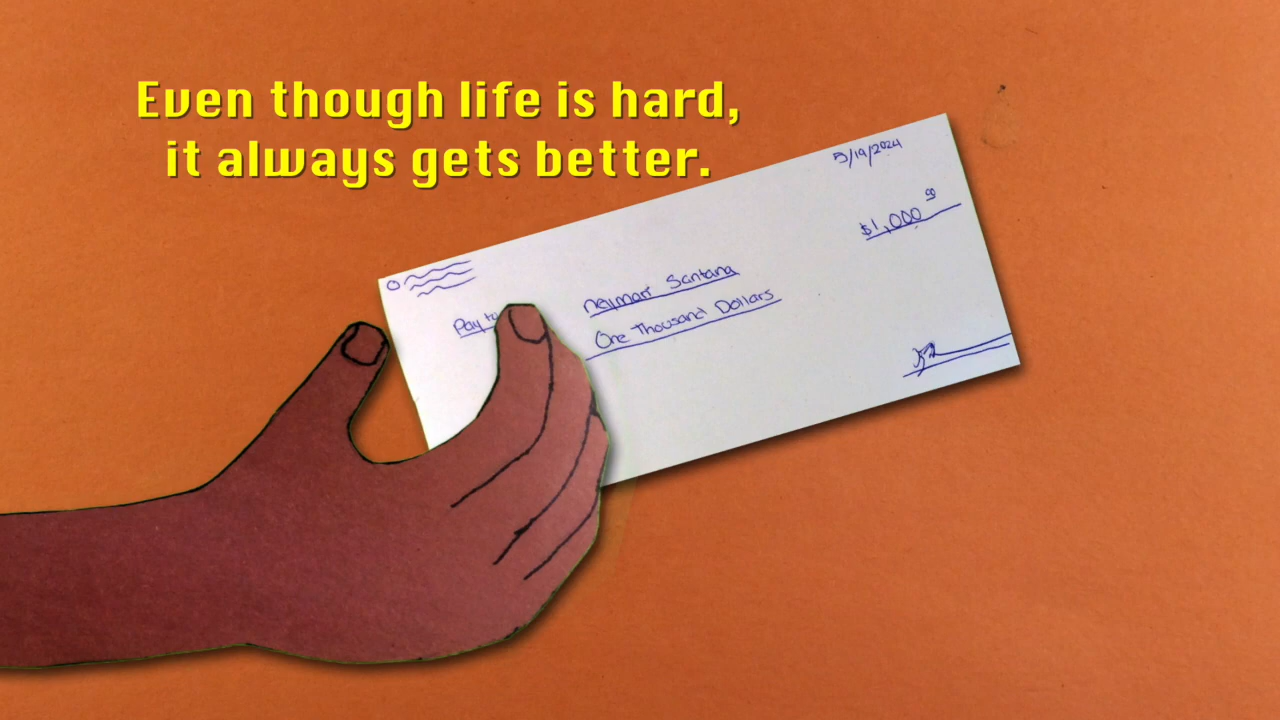 Even though life is hard,
it always gets better.
5/19/2024
$1,000 00
Pay to
Neymar Santana
One Thousand Dollars